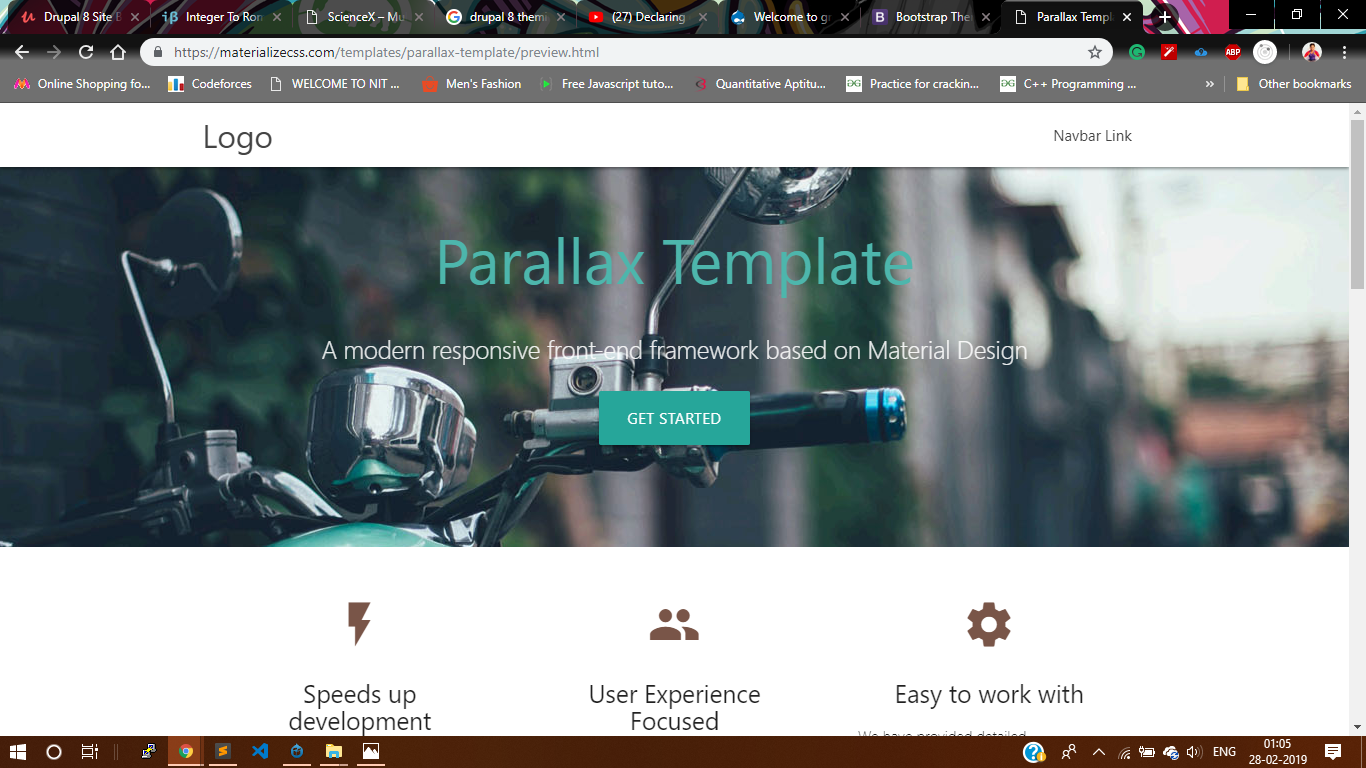 Drupal 8 Site B
Integer To Rom
ScienceX – Mu
drupal 8 themi
(27) Declaring
Welcome to gr
Bootstrap The
Parallax Templ
https://materializecss.com/templates/parallax-template/preview.html
ABP
Online Shopping fo...
Codeforces
WELCOME TO NIT ...
Men's Fashion
Free Javascript tuto...
Quantitative Aptitu...
Practice for crackin...
C++ Programming ...
»
Other bookmarks
Logo
Navbar Link
Parallax Template
A modern responsive front-end framework based on Material Design
GET STARTED
Speeds up
development
User Experience
Focused
Easy to work with
We have provided detailed
ENG
01:05
28-02-2019